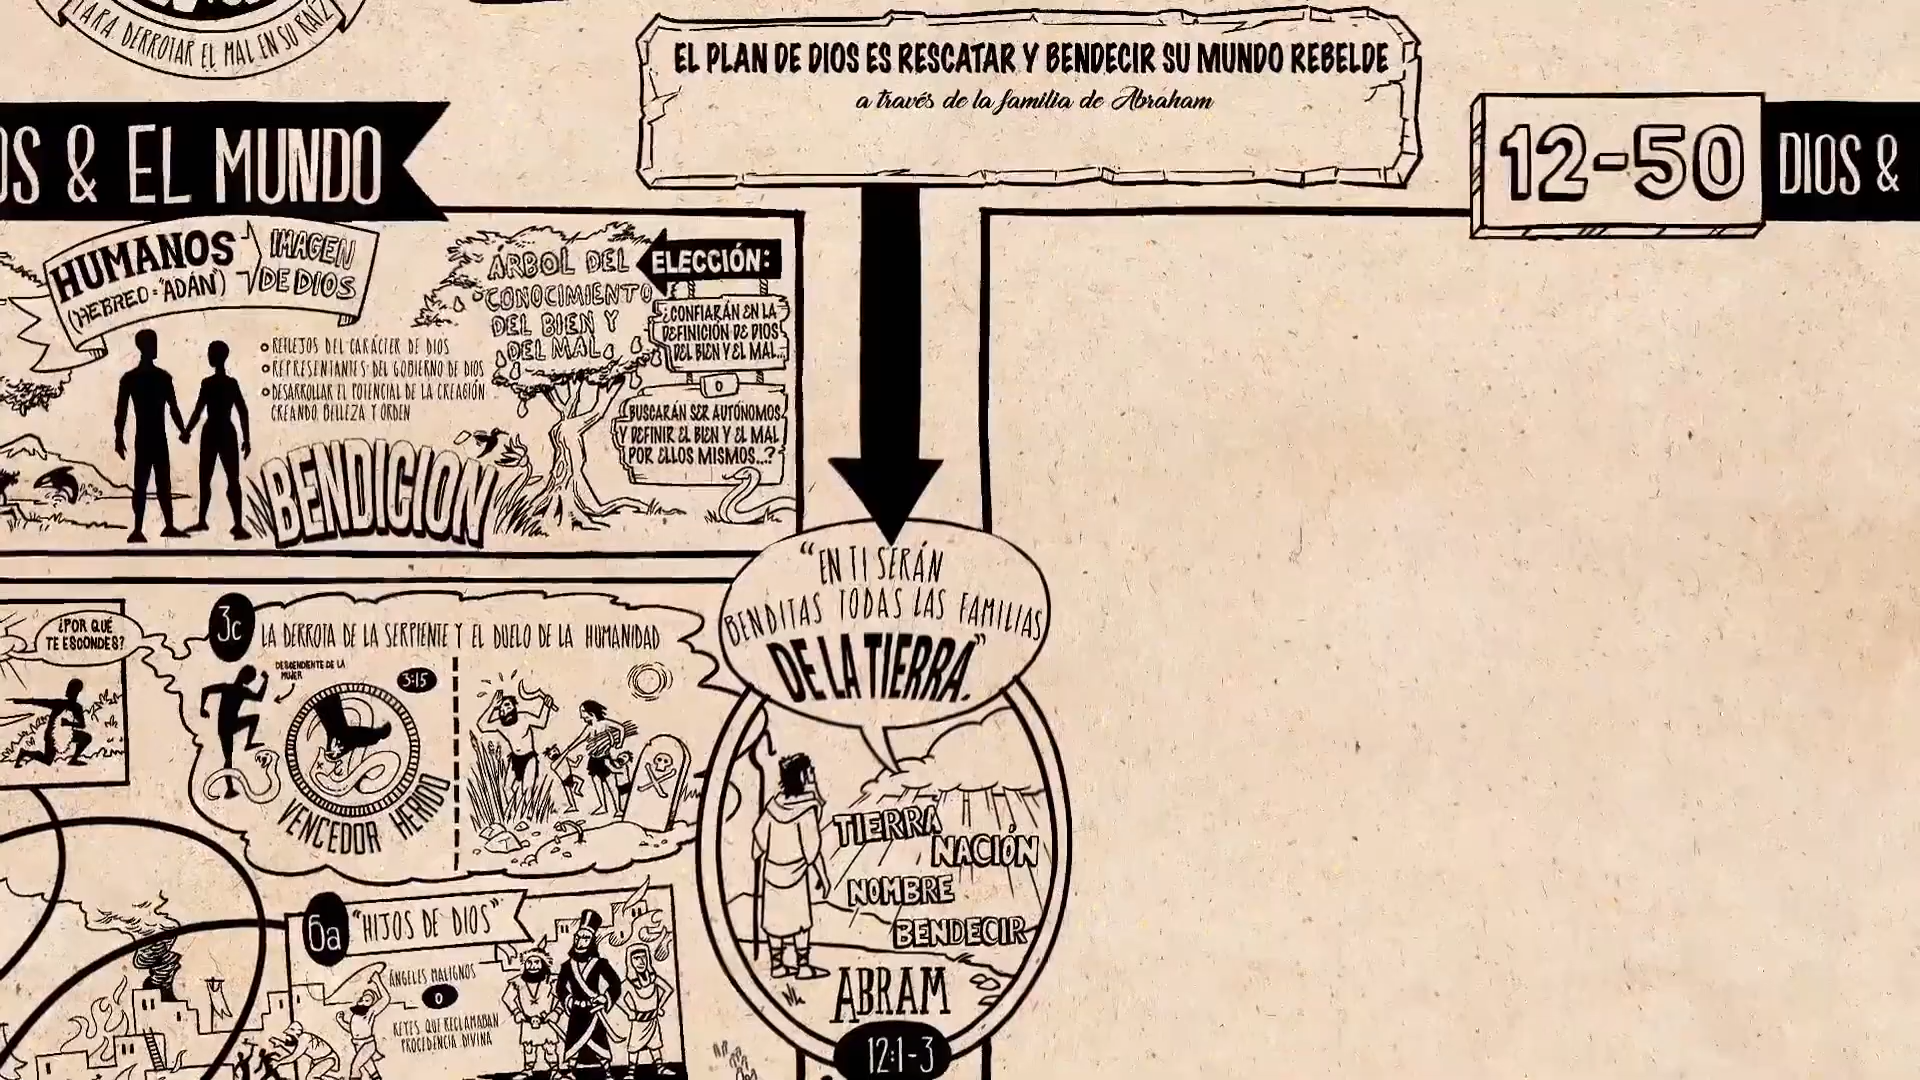 PARA DERROTAR EL MAL EN SU RAÍZ
EL PLAN DE DIOS ES RESCATAR Y BENDECIR SU MUNDO REBELDE
a través de la familia de Abraham
OS & EL MUNDO
12-50
DIOS &
HUMANOS
(HEBREO: "ADÁN")
IMAGEN
DE DIOS
REFLEJOS DEL CARÁCTER DE DIOS
REPRESENTANTES DEL GOBIERNO DE DIOS
DESARROLLAR EL POTENCIAL DE LA CREACIÓN
CREANDO BELLEZA Y ORDEN
BENDICION
ÁRBOL DEL
CONOCIMIENTO
DEL BIEN Y
DEL MAL
ELECCIÓN:
¿CONFIARÁN EN LA
DEFINICIÓN DE DIOS
DEL BIEN Y EL MAL...
O
BUSCARÁN SER AUTÓNOMOS
Y DEFINIR EL BIEN Y EL MAL
POR ELLOS MISMOS...?
"EN TI SERÁN
BENDITAS TODAS LAS FAMILIAS
DE LA TIERRA."
¿POR QUÉ
TE ESCONDES?
3c
LA DERROTA DE LA SERPIENTE Y EL DUELO DE LA HUMANIDAD
DESCENDIENTE DE LA
MUJER
3:15
VENCEDOR HERIDO
TIERRA
NACIÓN
NOMBRE
BENDECIR
ABRAM
12:1-3
6a
"HIJOS DE DIOS"
ÁNGELES MALIGNOS
O
REYES QUE RECLAMABAN
PROCEDENCIA DIVINA